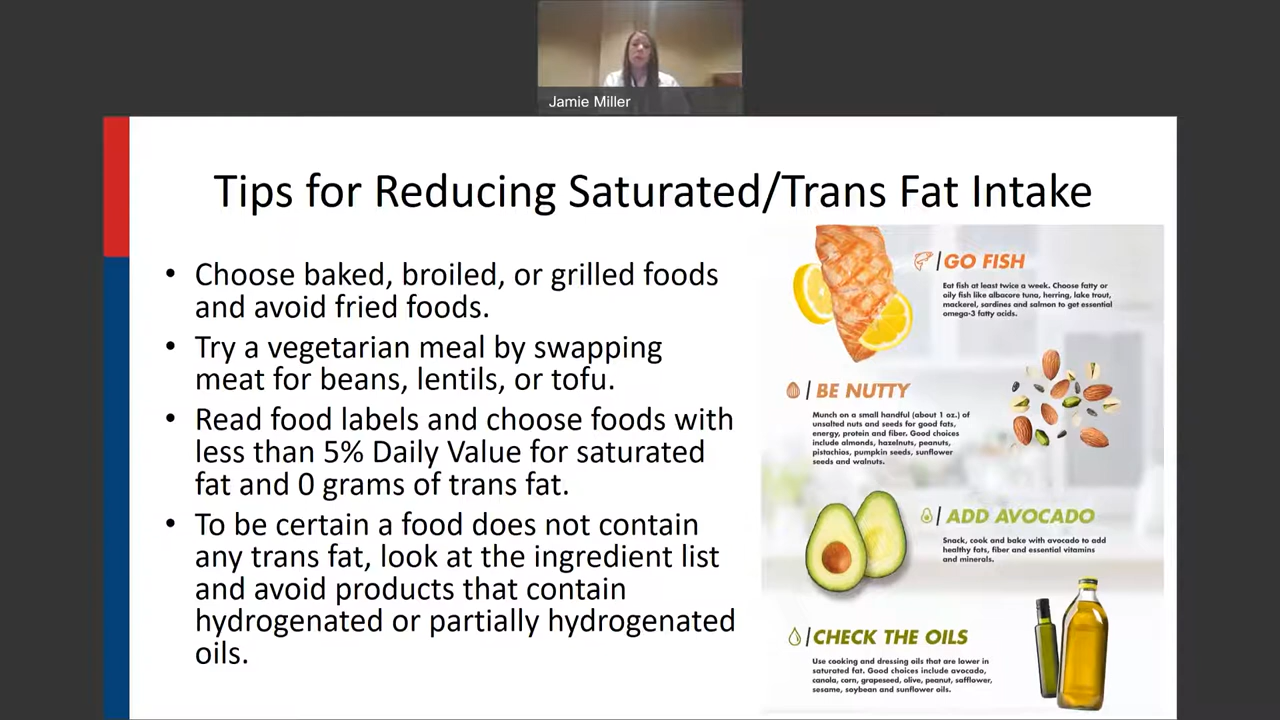 Jamie Miller
Tips for Reducing Saturated/Trans Fat Intake
• Choose baked, broiled, or grilled foods
and avoid fried foods.
• Try a vegetarian meal by swapping
meat for beans, lentils, or tofu.
• Read food labels and choose foods with
less than 5% Daily Value for saturated
fat and 0 grams of trans fat.
• To be certain a food does not contain
any trans fat, look at the ingredient list
and avoid products that contain
hydrogenated or partially hydrogenated
oils.
GO FISH
Eat fish at least twice a week. Choose fatty or
oily fish like albacore tuna, herring, lake trout,
mackerel, sardines and salmon to get essential
omega-3 fatty acids.
BE NUTTY
Munch on a small handful (about 1 oz.) of
unsalted nuts and seeds for good fats,
energy, protein and fiber. Good choices
include almonds, hazelnuts, peanuts,
pistachios, pumpkin seeds, sunflower
seeds and walnuts.
ADD AVOCADO
Snack, cook and bake with avocado to add
healthy fats, fiber and essential vitamins
and minerals.
CHECK THE OILS
Use cooking and dressing oils that are lower in
saturated fat. Good choices include avocado,
canola, corn, grapeseed, olive, peanut, safflower,
sesame, soybean and sunflower oils.